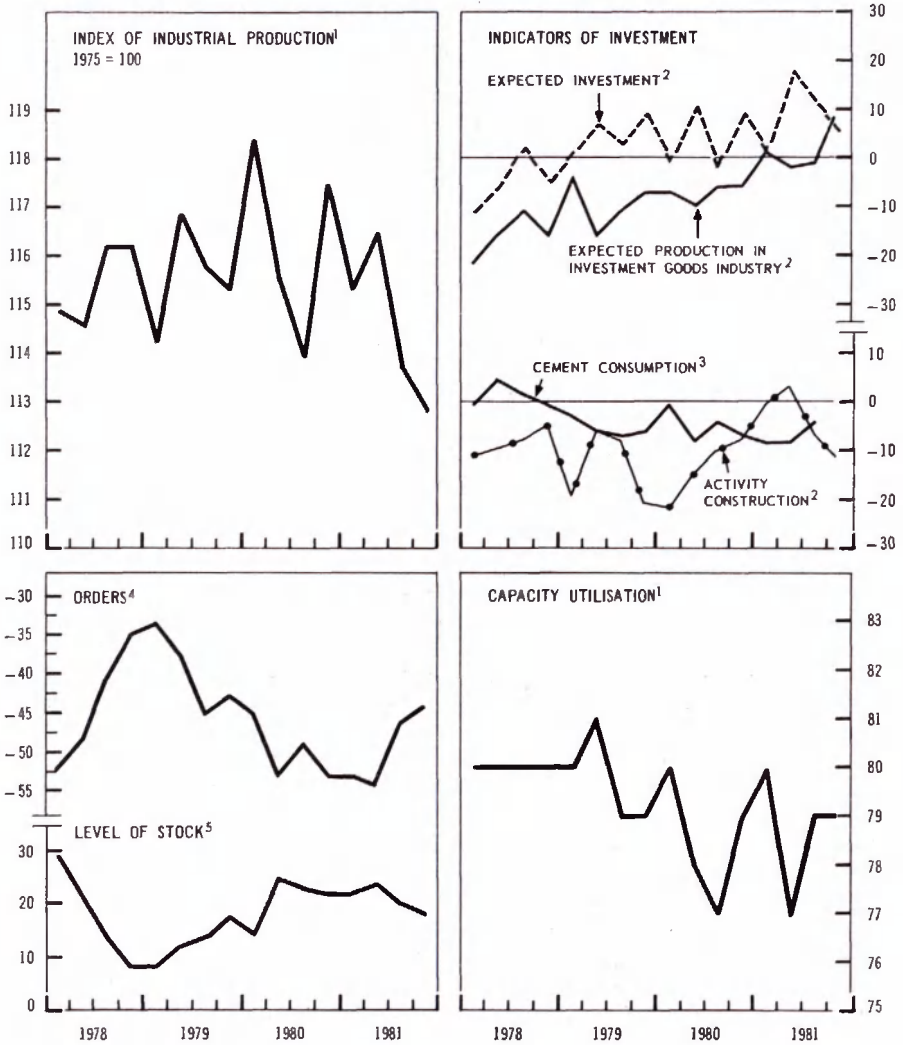 INDEX OF INDUSTRIAL PRODUCTION¹
1975 = 100
119
118
117
116
115
114
113
112
111
110
INDICATORS OF INVESTMENT
EXPECTED INVESTMENT²
EXPECTED PRODUCTION IN
INVESTMENT GOODS INDUSTRY²
30
20
10
0
-10
-20
-30
CEMENT CONSUMPTION³
ACTIVITY
CONSTRUCTION²
10
0
-10
-20
-30
ORDERS⁴
-30
-35
-40
-45
-50
-55
LEVEL OF STOCK⁵
30
20
10
0
1978 1979 1980 1981
CAPACITY UTILISATION¹
83
82
81
80
79
78
77
76
75
1978 1979 1980 1981